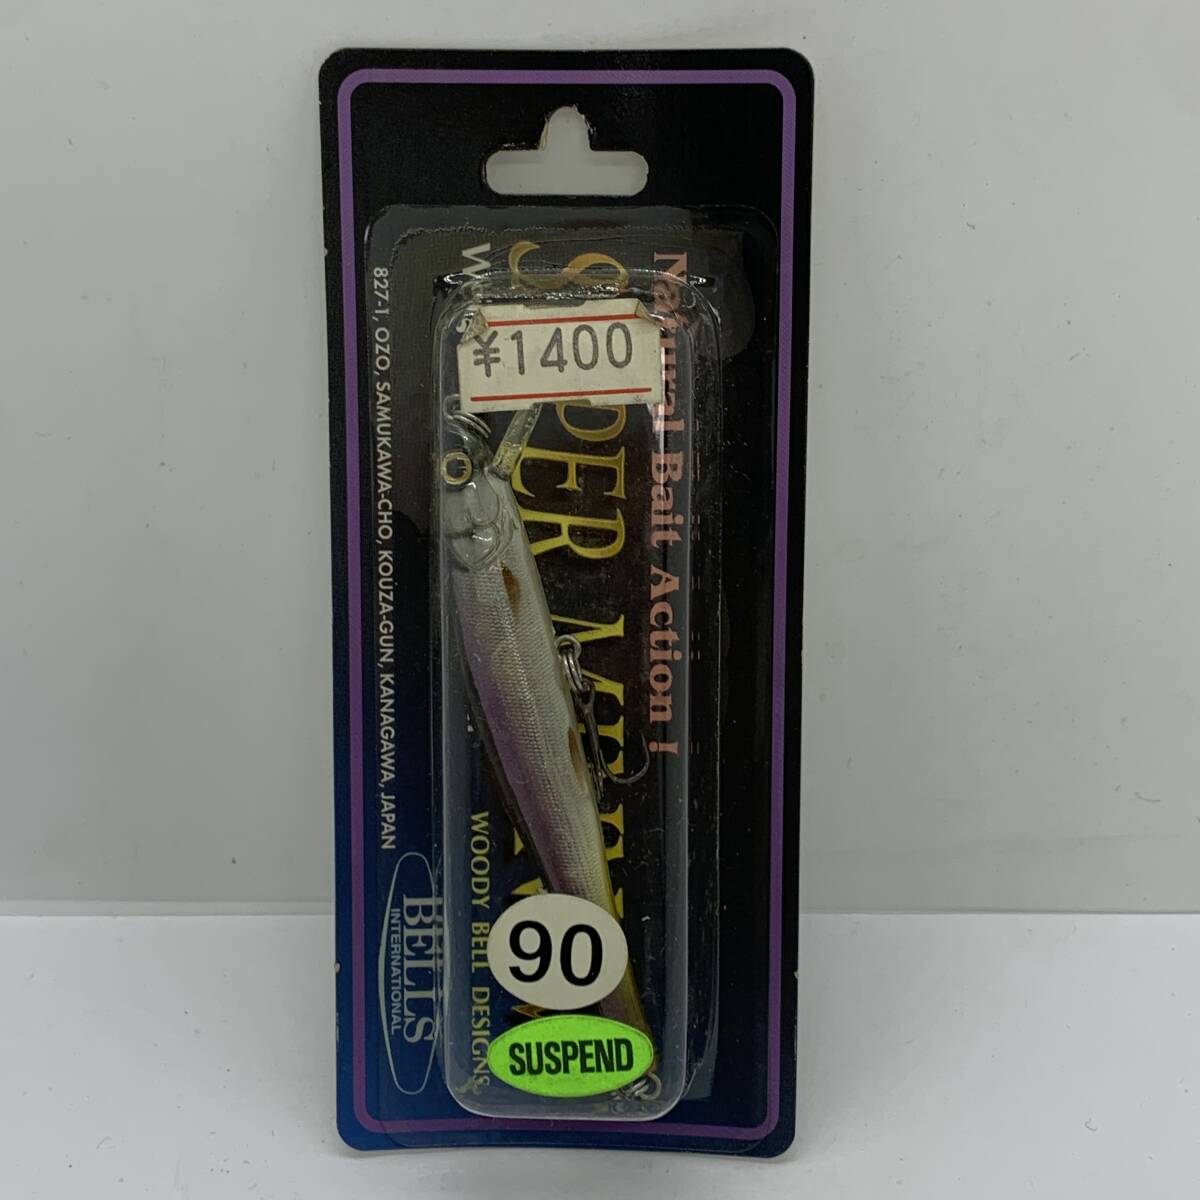 Natural Bait Action !
¥1400
827-1, OZO, SAMUKAWA-CHO, KOUZA-GUN, KANAGAWA, JAPAN
WOODY BELL DESIGNS
BELLS
INTERNATIONAL
90
SUSPEND